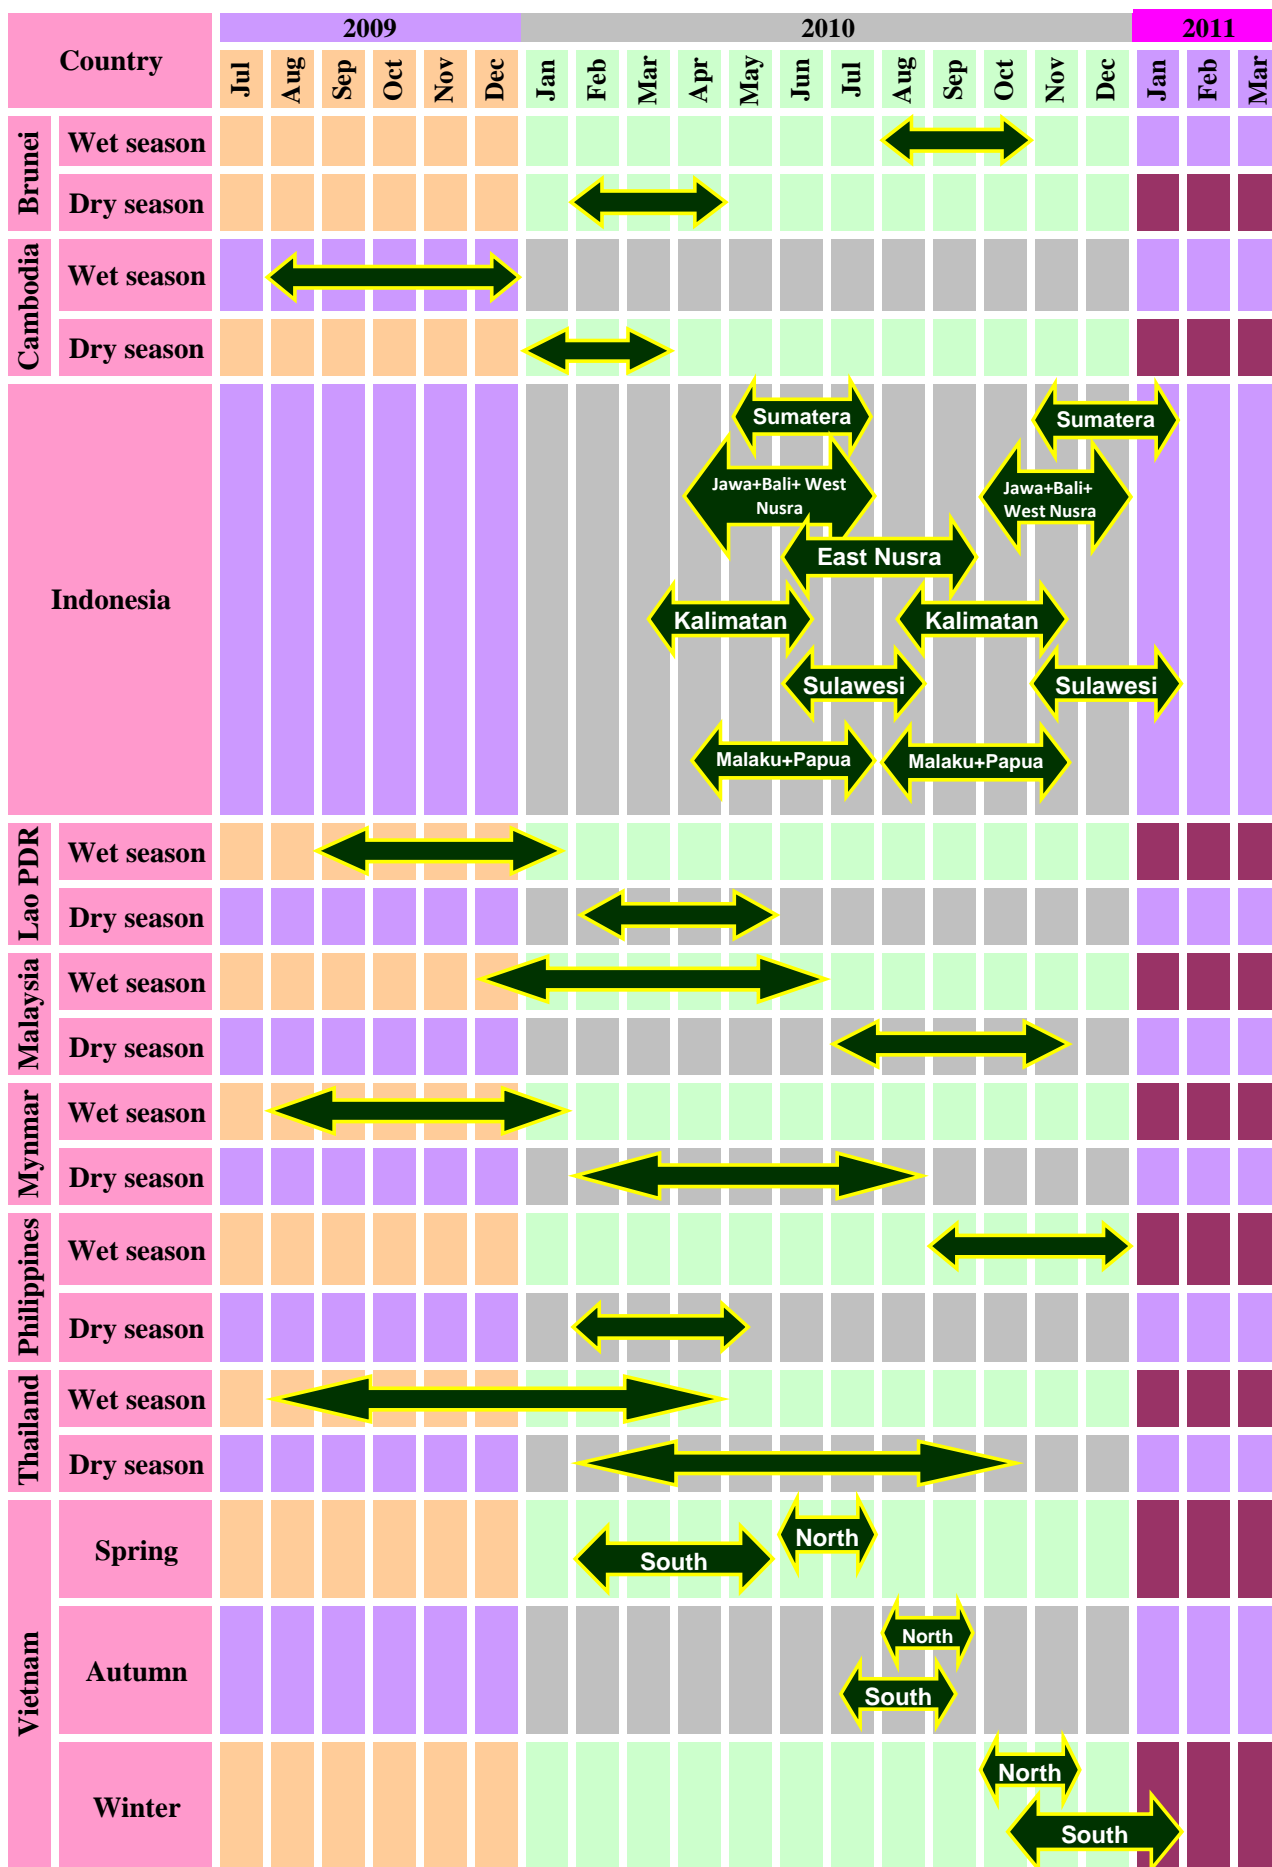 Country
2009
2010
2011
Jul
Aug
Sep
Oct
Nov
Dec
Jan
Feb
Mar
Apr
May
Jun
Jul
Aug
Sep
Oct
Nov
Dec
Jan
Feb
Mar
Brunei
Wet season
Dry season
Cambodia
Wet season
Dry season
Indonesia
Sumatera
Sumatera
Jawa+Bali+ West
Nusra
Jawa+Bali+
West Nusra
East Nusra
Kalimatan
Kalimatan
Sulawesi
Sulawesi
Malaku+Papua
Malaku+Papua
Lao PDR
Wet season
Dry season
Malaysia
Wet season
Dry season
Mynmar
Wet season
Dry season
Philippines
Wet season
Dry season
Thailand
Wet season
Dry season
Vietnam
Spring
North
South
Autumn
North
South
Winter
North
South